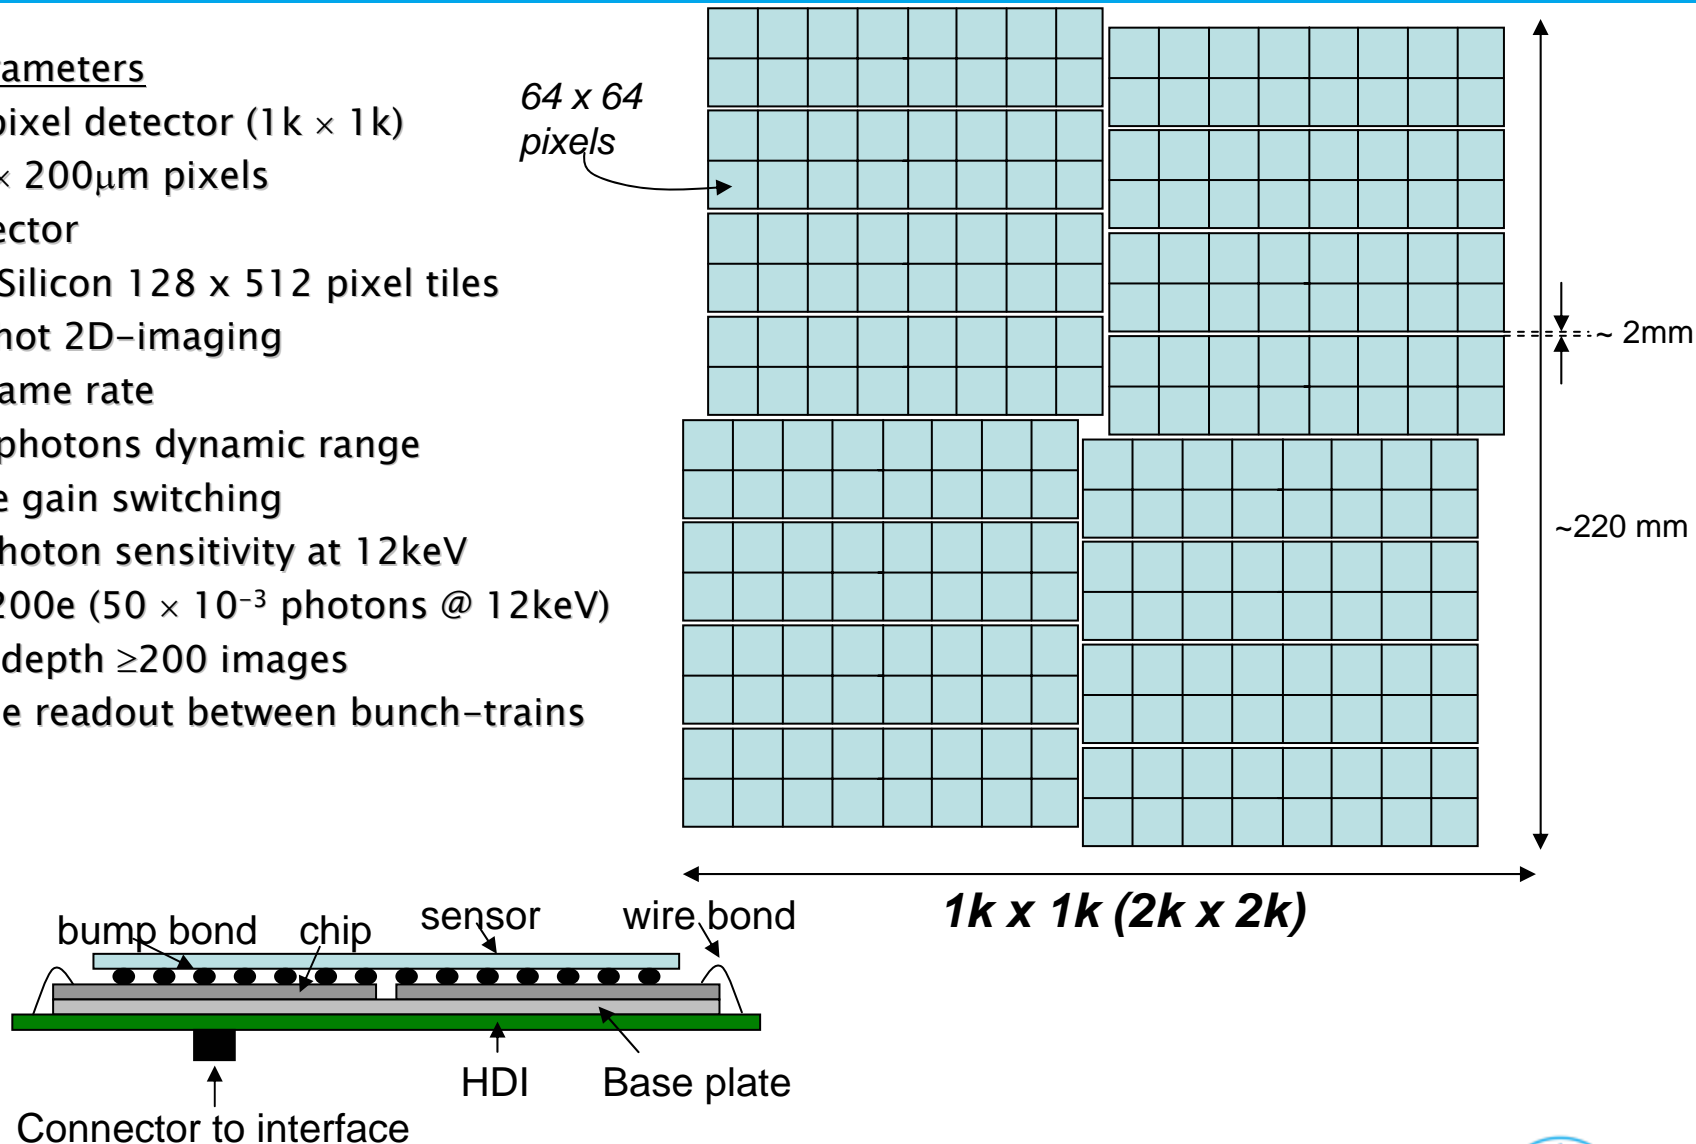 rameters
pixel detector (1k × 1k)
× 200μm pixels
ector
Silicon 128 x 512 pixel tiles
not 2D-imaging
ame rate
photons dynamic range
e gain switching
hoton sensitivity at 12keV
200e (50 × 10⁻³ photons @ 12keV)
depth ≥200 images
e readout between bunch-trains
64 x 64
pixels
~ 2mm
~220 mm
1k x 1k (2k x 2k)
bump bond
chip
sensor
wire bond
HDI
Base plate
Connector to interface